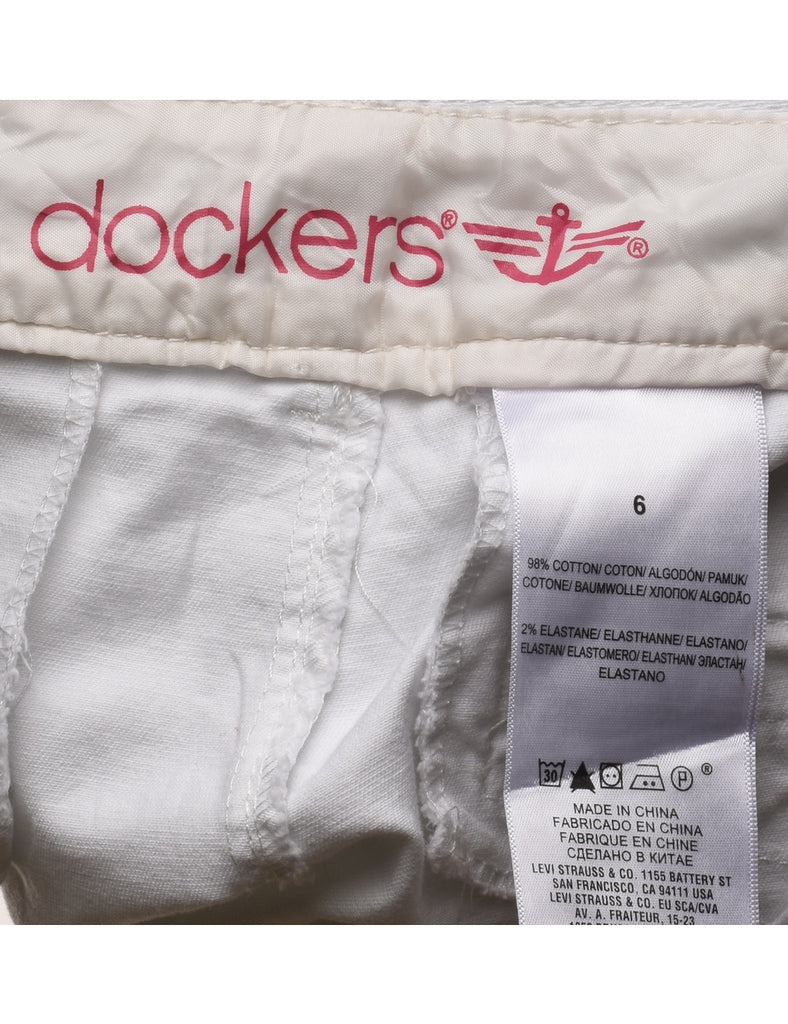 dockers® ®
6
98% COTTON/ COTON/ ALGODÓN/ PAMUK/
COTONE/ BAUMWOLLE/ ХЛОПОК/ ALGODÃO
2% ELASTANE/ ELASTHANNE/ ELASTANO/
ELASTAN/ ELASTOMERO/ ELASTHAN/ ЭЛАСТАН/
ELASTANO
30 P ®
MADE IN CHINA
FABRICADO EN CHINA
FABRIQUE EN CHINE
СДЕЛАНО В КИТАЕ
LEVI STRAUSS & CO. 1155 BATTERY ST
SAN FRANCISCO, CA 94111 USA
LEVI STRAUSS & CO. EU SCA/CVA
AV. A. FRAITEUR, 15-23